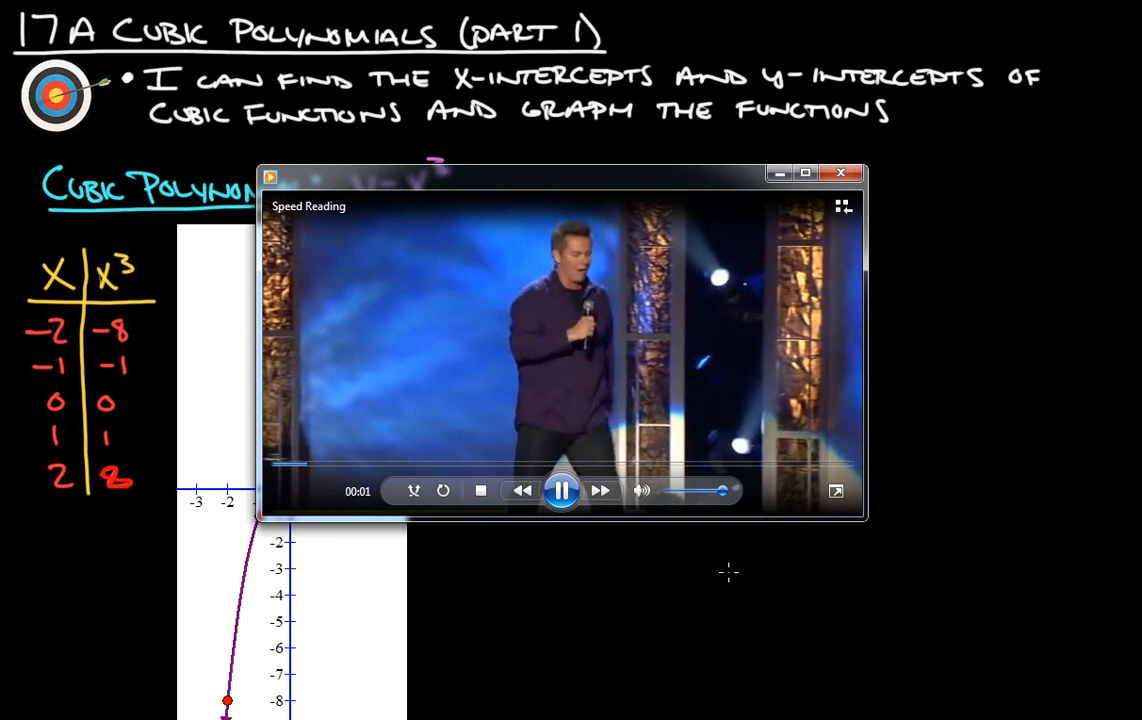 17A CUBIC POLYNOMIALS (PART 1)
• I CAN FIND THE X-INTERCEPTS AND Y-INTERCEPTS OF
CUBIC FUNCTIONS AND GRAPH THE FUNCTIONS
CUBIC POLYNOM
Speed Reading
X x³
-2 -8
-1 -1
0 0
1 1
2 8
00:01
-3 -2
-2
-3
-4
-5
-6
-7
-8